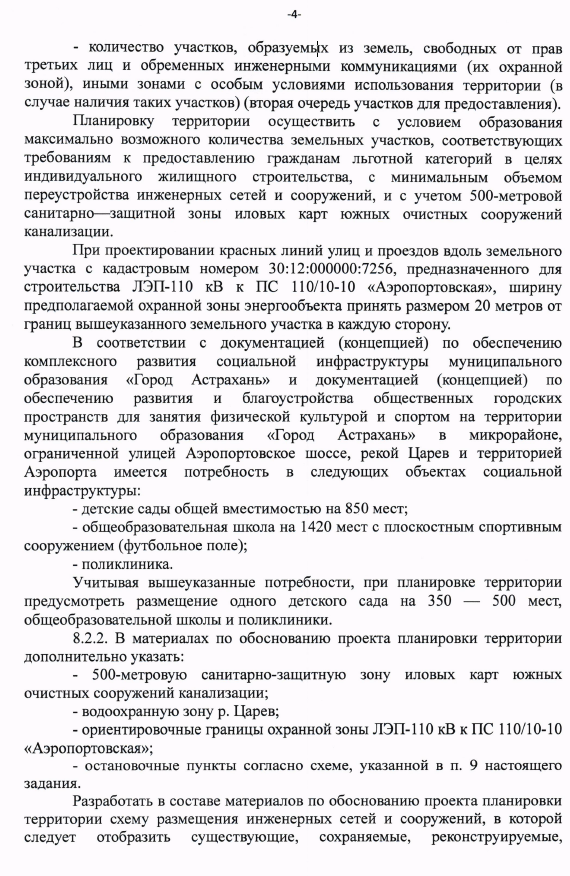 -4-
- количество участков, образуемых из земель, свободных от прав
третьих лиц и обременных инженерными коммуникациями (их охранной
зоной), иными зонами с особым условиями использования территории (в
случае наличия таких участков) (вторая очередь участков для предоставления).
Планировку территории осуществить с условием образования
максимально возможного количества земельных участков, соответствующих
требованиям к предоставлению гражданам льготной категорий в целях
индивидуального жилищного строительства, с минимальным объемом
переустройства инженерных сетей и сооружений, и с учетом 500-метровой
санитарно—защитной зоны иловых карт южных очистных сооружений
канализации.
При проектировании красных линий улиц и проездов вдоль земельного
участка с кадастровым номером 30:12:000000:7256, предназначенного для
строительства ЛЭП-110 кВ к ПС 110/10-10 «Аэропортовская», ширину
предполагаемой охранной зоны энергообъекта принять размером 20 метров от
границ вышеуказанного земельного участка в каждую сторону.
В соответствии с документацией (концепцией) по обеспечению
комплексного развития социальной инфраструктуры муниципального
образования «Город Астрахань» и документацией (концепцией) по
обеспечению развития и благоустройства общественных городских
пространств для занятия физической культурой и спортом на территории
муниципального образования «Город Астрахань» в микрорайоне,
ограниченной улицей Аэропортовское шоссе, рекой Царев и территорией
Аэропорта имеется потребность в следующих объектах социальной
инфраструктуры:
- детские сады общей вместимостью на 850 мест;
- общеобразовательная школа на 1420 мест с плоскостным спортивным
сооружением (футбольное поле);
- поликлиника.
Учитывая вышеуказанные потребности, при планировке территории
предусмотреть размещение одного детского сада на 350 — 500 мест,
общеобразовательной школы и поликлиники.
8.2.2. В материалах по обоснованию проекта планировки территории
дополнительно указать:
- 500-метровую санитарно-защитную зону иловых карт южных
очистных сооружений канализации;
- водоохранную зону р. Царев;
- ориентировочные границы охранной зоны ЛЭП-110 кВ к ПС 110/10-10
«Аэропортовская»;
- остановочные пункты согласно схеме, указанной в п. 9 настоящего
задания.
Разработать в составе материалов по обоснованию проекта планировки
территории схему размещения инженерных сетей и сооружений, в которой
следует отобразить существующие, сохраняемые, реконструируемые,